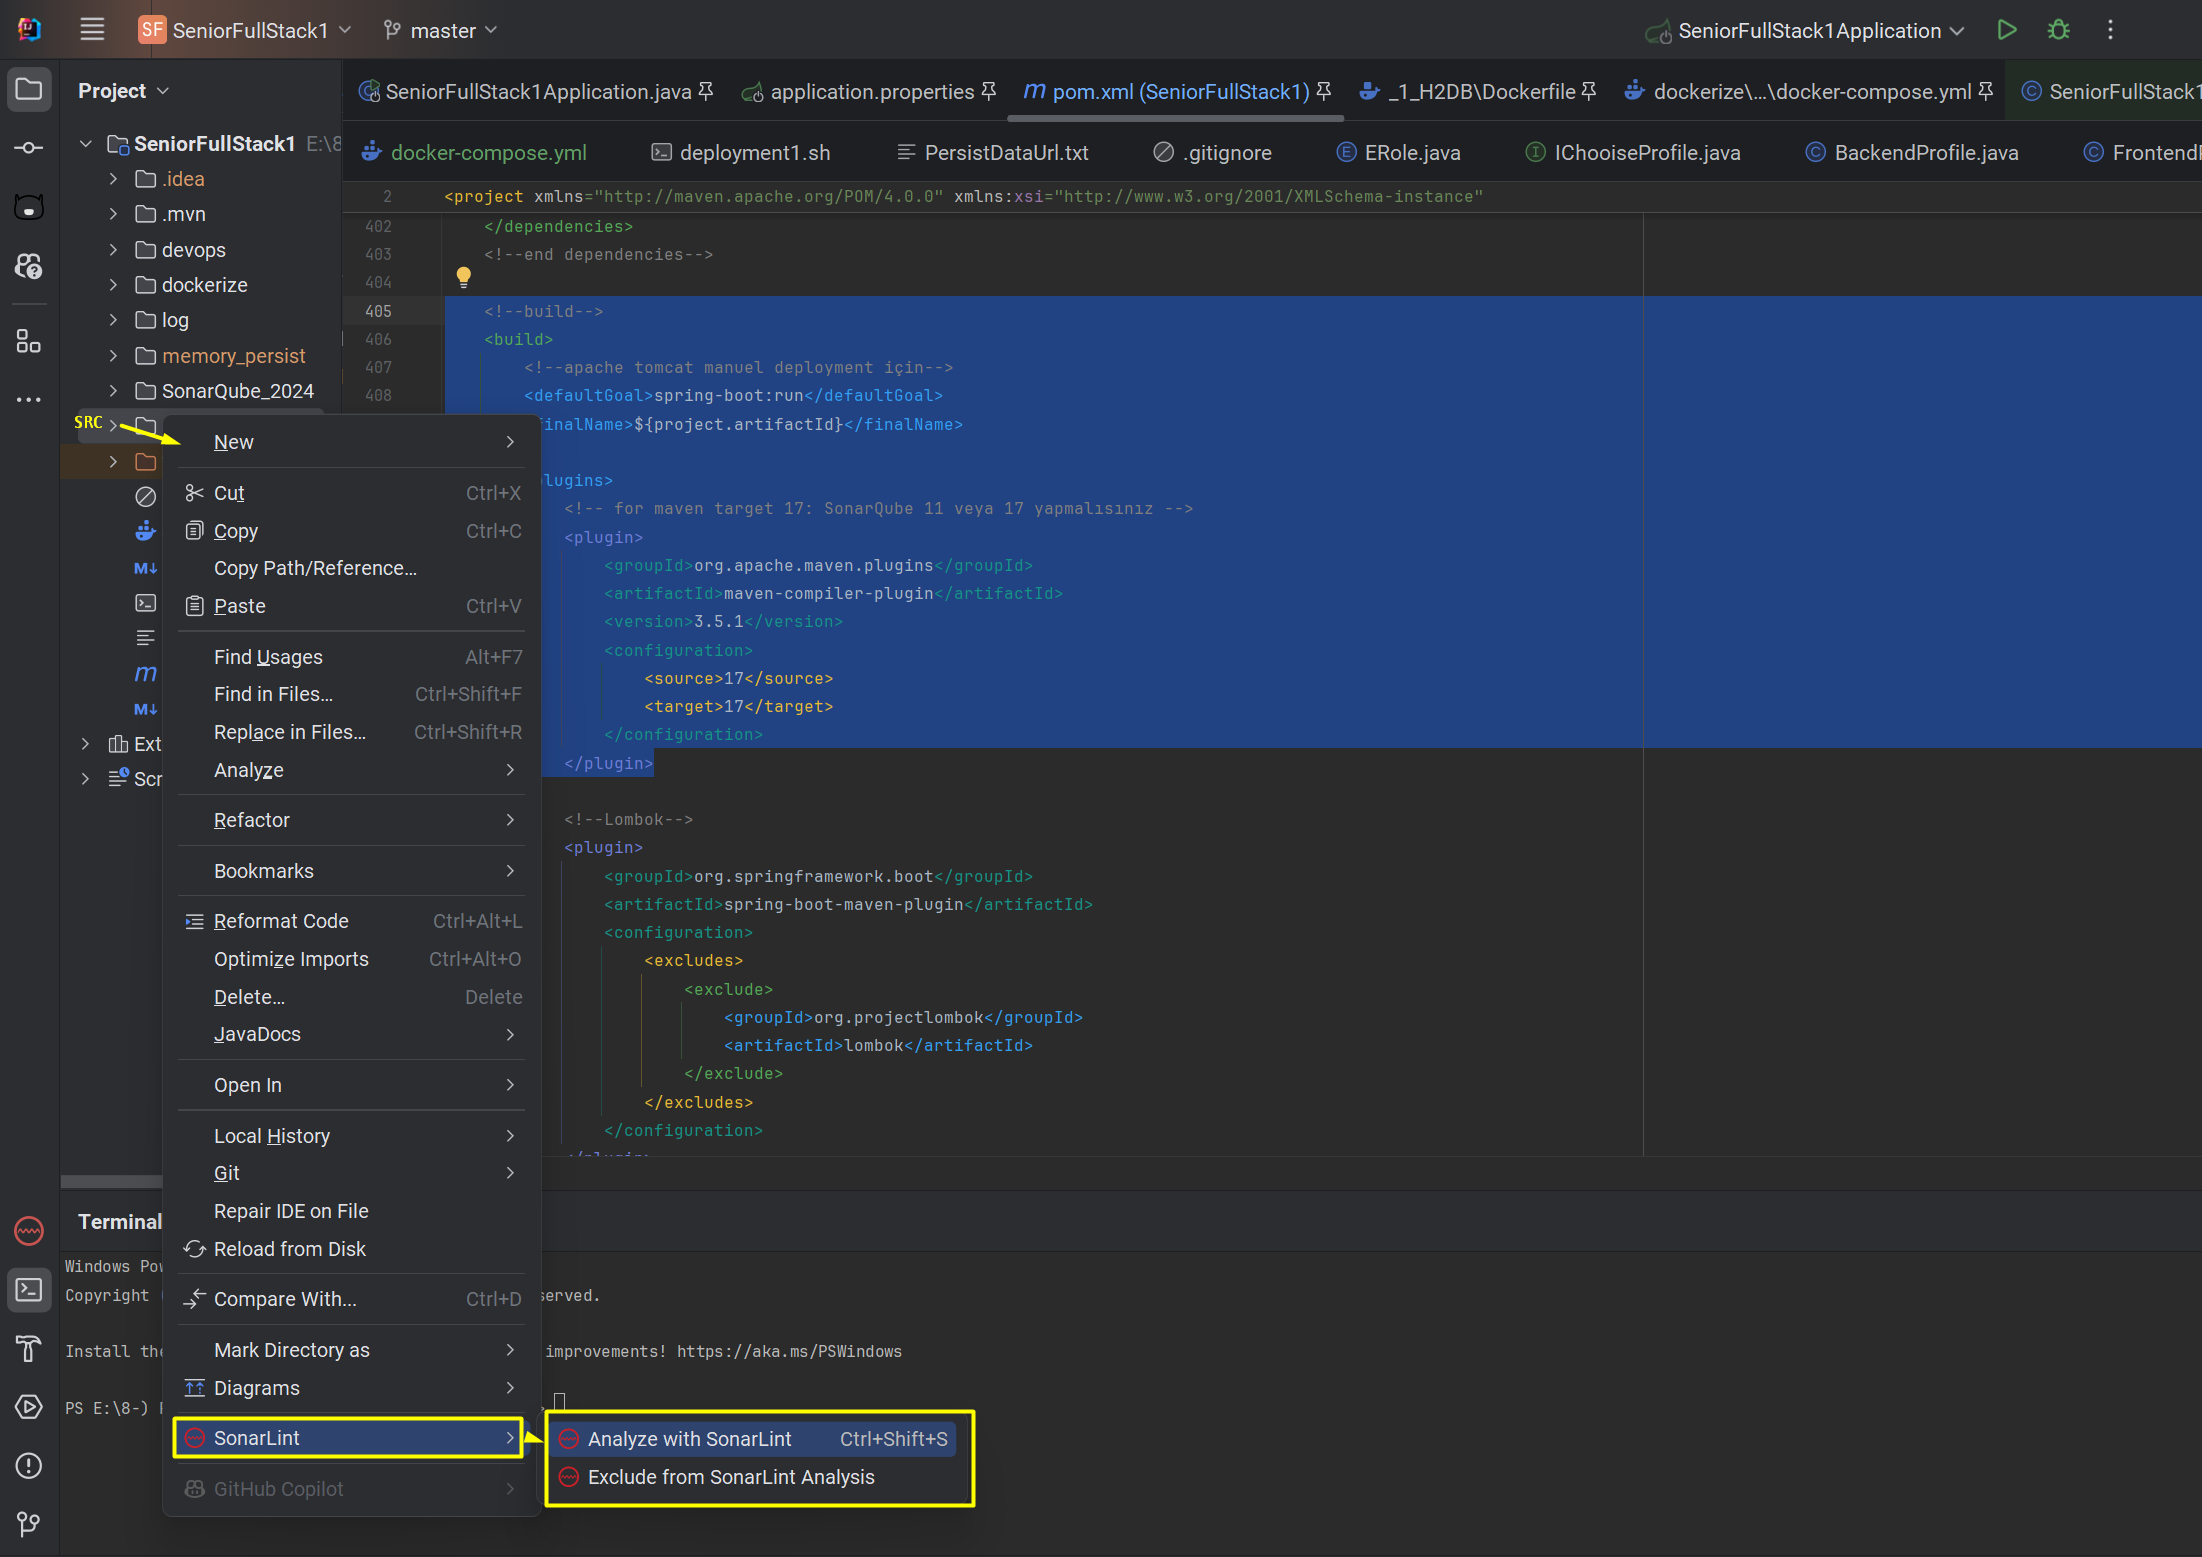 SF SeniorFullStack1 master SeniorFullStack1Application
Project
SeniorFullStack1Application.java application.properties m pom.xml (SeniorFullStack1) _1_H2DB\Dockerfile dockerize\...\docker-compose.yml SeniorFullStack1
docker-compose.yml deployment1.sh PersistDataUrl.txt .gitignore ERole.java IChooiseProfile.java BackendProfile.java Frontend
SeniorFullStack1 E:\8
.idea
.mvn
devops
dockerize
log
memory_persist
SonarQube_2024
SRC
Ext
Scr
2 <project xmlns="http://maven.apache.org/POM/4.0.0" xmlns:xsi="http://www.w3.org/2001/XMLSchema-instance"
402 </dependencies>
403 <!--end dependencies-->
404
405 <!--build-->
406 <build>
407 <!--apache tomcat manuel deployment için-->
408 <defaultGoal>spring-boot:run</defaultGoal>
inalName>${project.artifactId}</finalName>
lugins>
<!-- for maven target 17: SonarQube 11 veya 17 yapmalısınız -->
<plugin>
<groupId>org.apache.maven.plugins</groupId>
<artifactId>maven-compiler-plugin</artifactId>
<version>3.5.1</version>
<configuration>
<source>17</source>
<target>17</target>
</configuration>
</plugin>
<!--Lombok-->
<plugin>
<groupId>org.springframework.boot</groupId>
<artifactId>spring-boot-maven-plugin</artifactId>
<configuration>
<excludes>
<exclude>
<groupId>org.projectlombok</groupId>
<artifactId>lombok</artifactId>
</exclude>
</excludes>
</configuration>
New
Cut Ctrl+X
Copy Ctrl+C
Copy Path/Reference...
Paste Ctrl+V
Find Usages Alt+F7
Find in Files... Ctrl+Shift+F
Replace in Files... Ctrl+Shift+R
Analyze
Refactor
Bookmarks
Reformat Code Ctrl+Alt+L
Optimize Imports Ctrl+Alt+O
Delete... Delete
JavaDocs
Open In
Local History
Git
Repair IDE on File
Reload from Disk
Compare With... Ctrl+D
Mark Directory as
Diagrams
SonarLint
GitHub Copilot
Analyze with SonarLint Ctrl+Shift+S
Exclude from SonarLint Analysis
Terminal
Windows Pow
Copyright served.
Install the improvements! https://aka.ms/PSWindows
PS E:\8-)